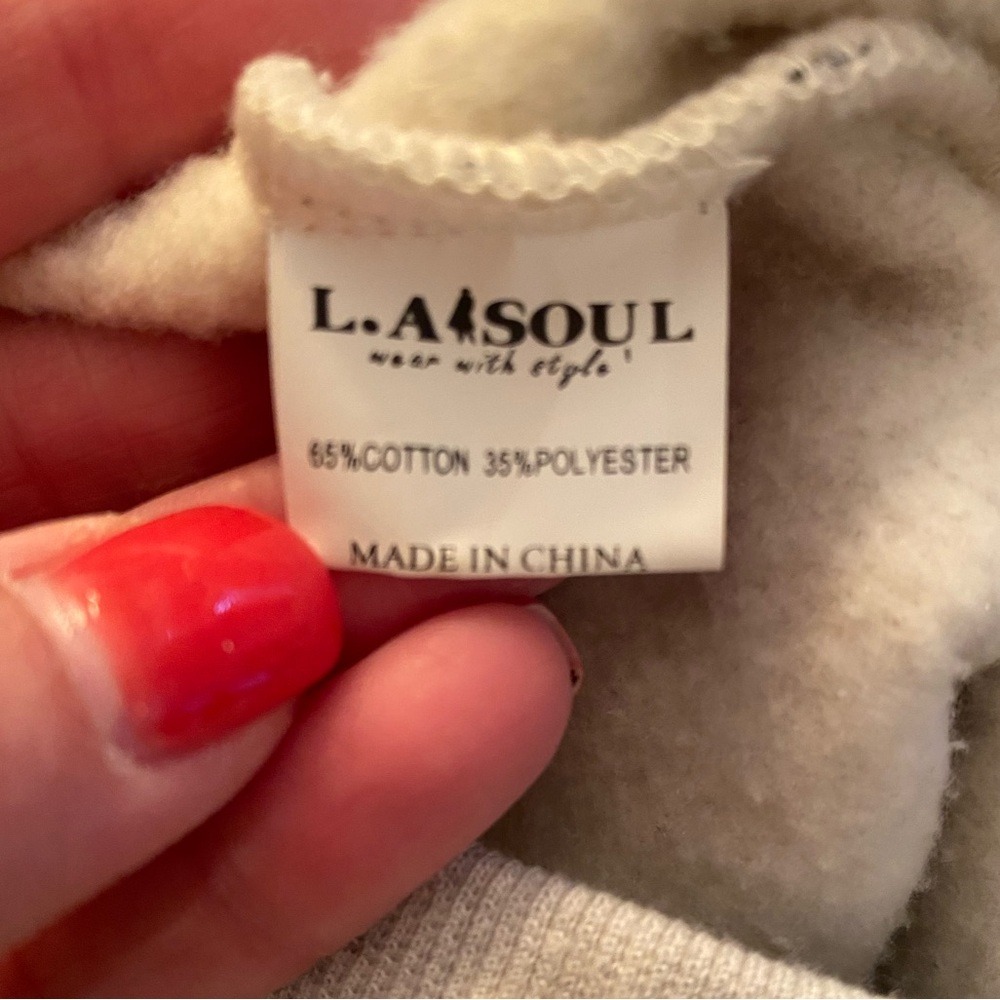 L.A SOUL
wear with style'
65%COTTON 35%POLYESTER
MADE IN CHINA